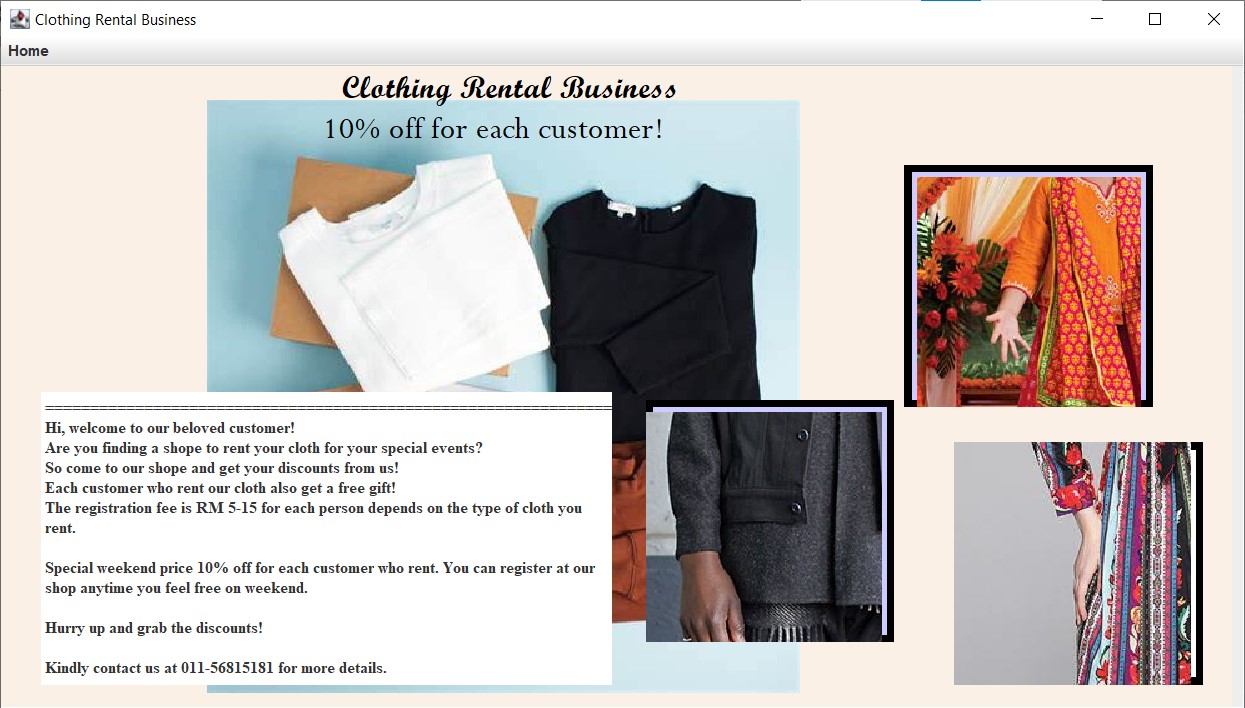 Clothing Rental Business
Home
Clothing Rental Business
10% off for each customer!
===============================================================
Hi, welcome to our beloved customer!
Are you finding a shope to rent your cloth for your special events?
So come to our shope and get your discounts from us!
Each customer who rent our cloth also get a free gift!
The registration fee is RM 5-15 for each person depends on the type of cloth you
rent.
Special weekend price 10% off for each customer who rent. You can register at our
shop anytime you feel free on weekend.
Hurry up and grab the discounts!
Kindly contact us at 011-56815181 for more details.